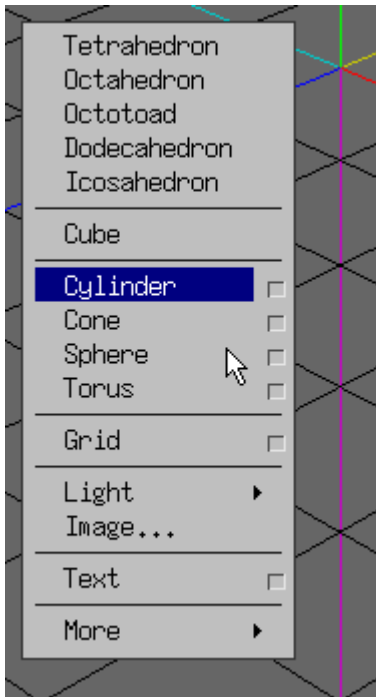 Tetrahedron
Octahedron
Octotoad
Dodecahedron
Icosahedron
Cube
Cylinder
Cone
Sphere
Torus
Grid
Light
Image...
Text
More